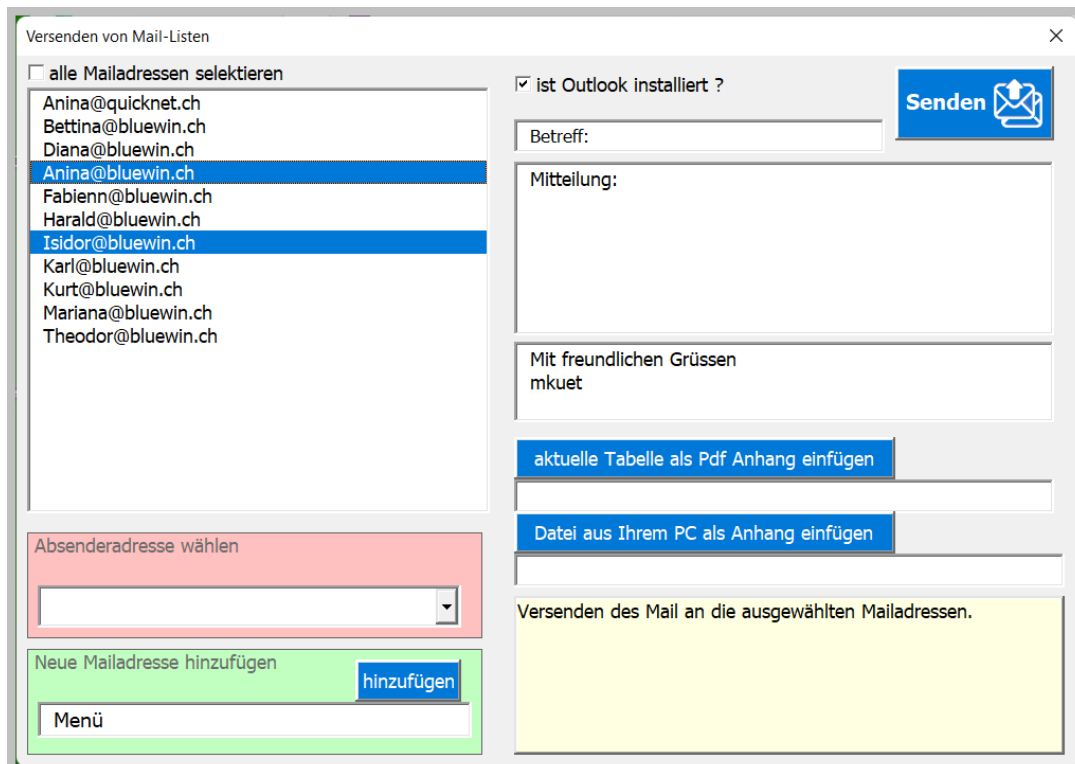 Versenden von Mail-Listen
alle Mailadressen selektieren
Anina@quicknet.ch
Bettina@bluewin.ch
Diana@bluewin.ch
Anina@bluewin.ch
Fabienn@bluewin.ch
Harald@bluewin.ch
Isidor@bluewin.ch
Karl@bluewin.ch
Kurt@bluewin.ch
Mariana@bluewin.ch
Theodor@bluewin.ch
Absenderadresse wählen
Neue Mailadresse hinzufügen
hinzufügen
Menü
ist Outlook installiert ?
Senden
Betreff:
Mitteilung:
Mit freundlichen Grüssen
mkuet
aktuelle Tabelle als Pdf Anhang einfügen
Datei aus Ihrem PC als Anhang einfügen
Versenden des Mail an die ausgewählten Mailadressen.